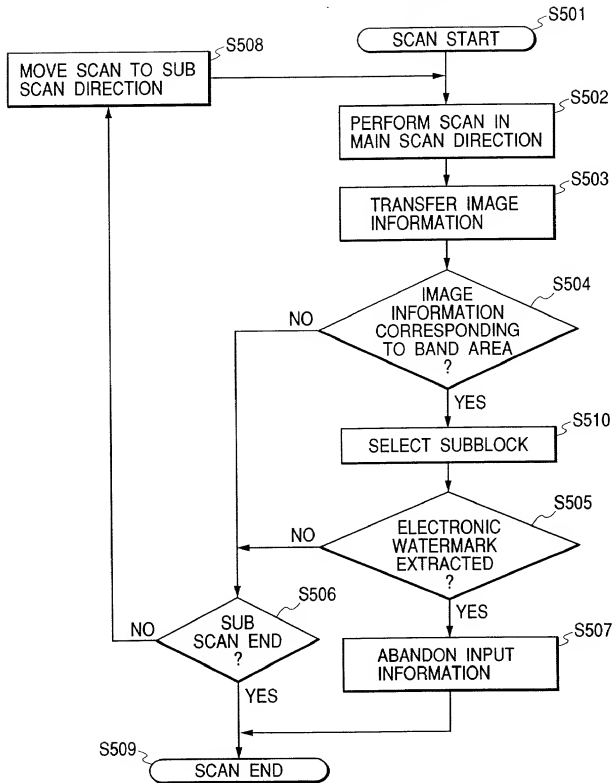 S501
SCAN START
S508
MOVE SCAN TO SUB
SCAN DIRECTION
S502
PERFORM SCAN IN
MAIN SCAN DIRECTION
S503
TRANSFER IMAGE
INFORMATION
S504
IMAGE
INFORMATION
CORRESPONDING
TO BAND AREA
?
NO
YES
S510
SELECT SUBBLOCK
S505
ELECTRONIC
WATERMARK
EXTRACTED
?
NO
YES
S506
SUB
SCAN END
?
NO
YES
S507
ABANDON INPUT
INFORMATION
S509
SCAN END